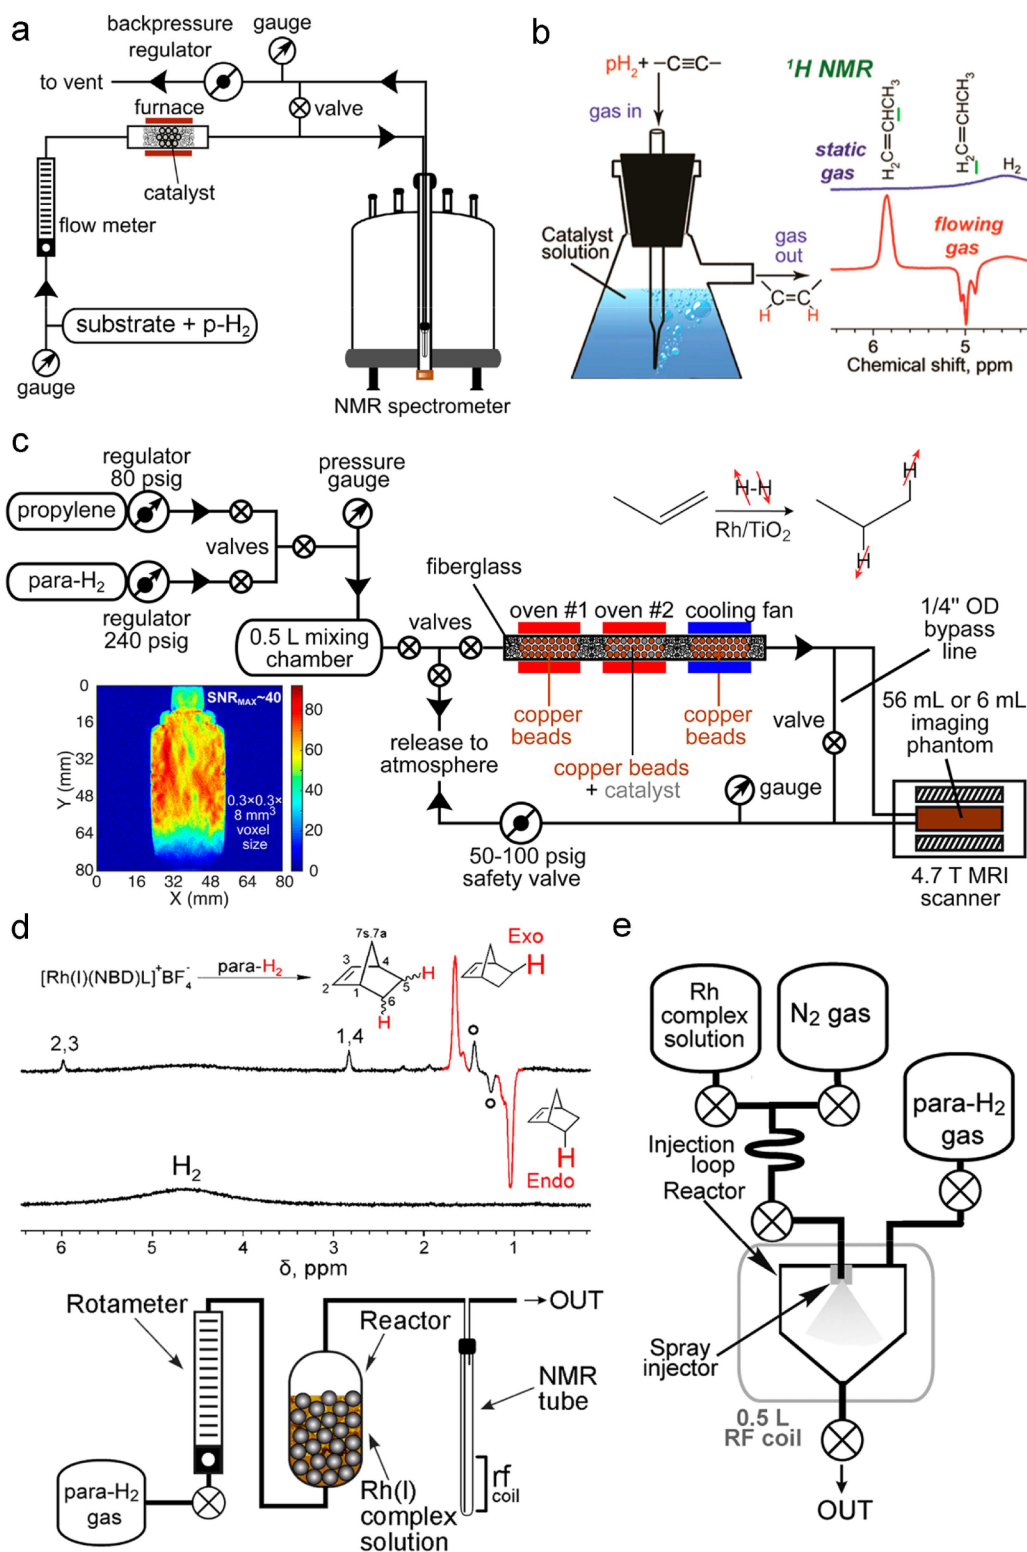 a
backpressure
regulator
gauge
to vent
valve
furnace
catalyst
flow meter
substrate + p-H₂
gauge
NMR spectrometer
b
pH₂+ –C≡C–
gas in
¹H NMR
static
gas
H₂C=CHCH₃
H₂C=CHCH₃
H₂
Catalyst
solution
gas
out
C=C
H H
flowing
gas
6 5
Chemical shift, ppm
c
regulator
80 psig
propylene
valves
para-H₂
regulator
240 psig
pressure
gauge
0.5 L mixing
chamber
valves
fiberglass
H-H
Rh/TiO₂
H
H
oven #1
oven #2
cooling fan
copper
beads
copper beads
+ catalyst
copper
beads
1/4" OD
bypass
line
valve
56 mL or 6 mL
imaging
phantom
release to
atmosphere
gauge
50-100 psig
safety valve
4.7 T MRI
scanner
SNRMAX~40
0.3×0.3×
8 mm³
voxel
size
Y (mm)
0
16
32
48
64
80
0 16 32 48 80
X (mm)
80
60
40
20
0
d
[Rh(I)(NBD)L]⁺BF₄⁻
para-H₂
7s.7a
3
4
2
1
5
6
H
H
Exo
H
2,3
1,4
H
Endo
H₂
6 5 4 3 2 1
δ, ppm
Rotameter
Reactor
OUT
NMR
tube
rf
coil
Rh(I)
complex
solution
para-H₂
gas
e
Rh
complex
solution
N₂ gas
para-H₂
gas
Injection
loop
Reactor
Spray
injector
0.5 L
RF coil
OUT